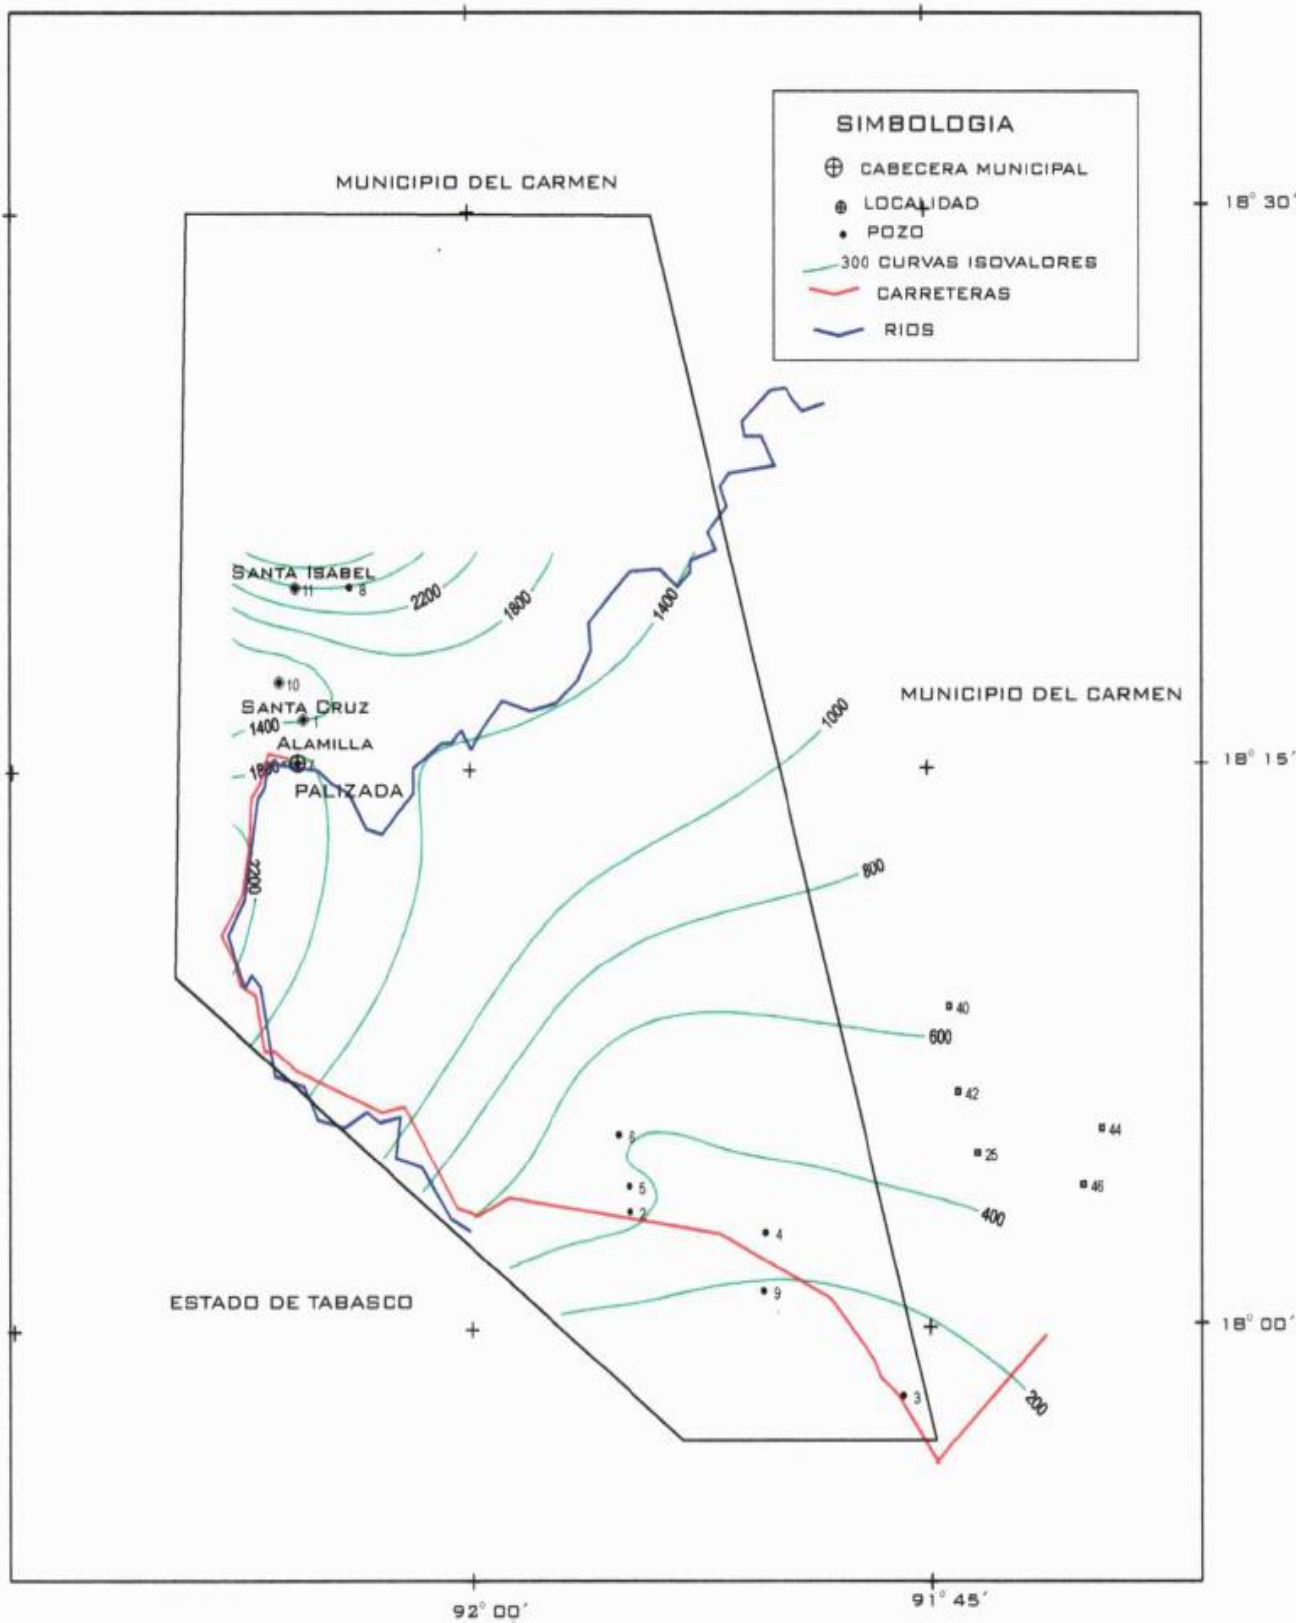 SIMBOLOGIA
CABECERA MUNICIPAL
LOCALIDAD
POZO
300 CURVAS ISOVALORES
CARRETERAS
RIOS
MUNICIPIO DEL CARMEN
18° 30'
SANTA ISABEL
11
8
2200
1800
1400
10
SANTA CRUZ
1400
1
ALAMILLA
1800
7
PALIZADA
MUNICIPIO DEL CARMEN
1000
18° 15'
2200
800
40
600
42
44
6
25
5
46
2
400
4
9
ESTADO DE TABASCO
18° 00'
3
200
92° 00'
91° 45'